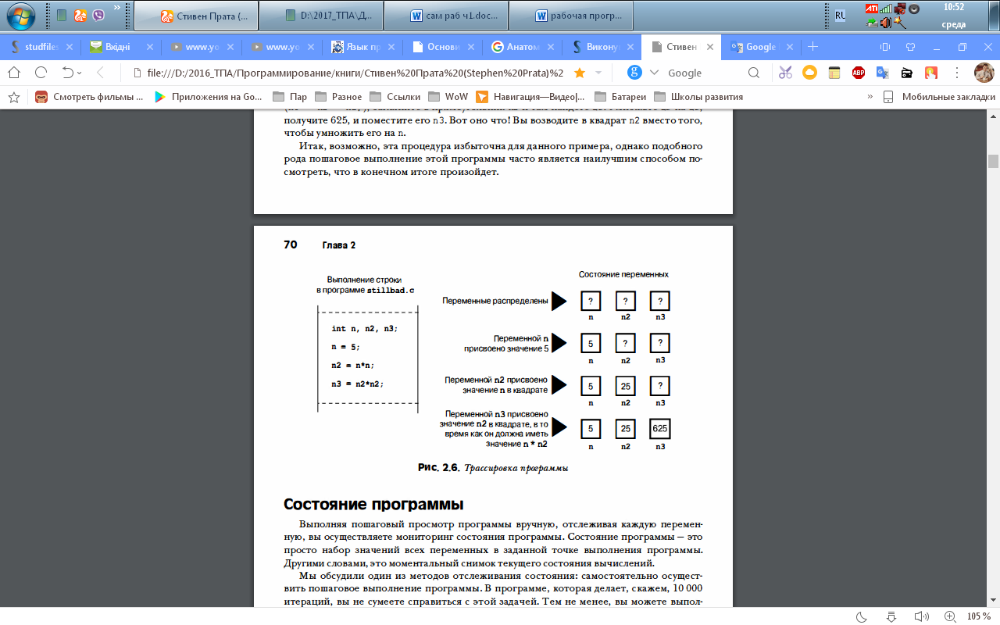 Стивен Прата (...
D:\2017_ТПА\Д...
сам раб ч1.doc...
рабочая прогр...
RU
ATI
10:52
среда
studfiles
Вхідні
www.yo
www.yo
Язык пр
Основи
Анатом
Виконун
Стивен
Google
file:///D:/2016_ТПА/Программирование/книги/Стивен%20Прата%20(Stephen%20Prata)%2
Google
ABP
Смотреть фильмы ...
Приложения на Go...
Пар
Разное
Ссылки
WoW
Навигация—Видео|...
Батареи
Школы развития
»
Мобильные закладки
получите 625, и поместите его n3. Вот оно что! Вы возводите в квадрат n2 вместо того,
чтобы умножить его на n.
Итак, возможно, эта процедура избыточна для данного примера, однако подобного
рода пошаговое выполнение этой программы часто является наилучшим способом по-
смотреть, что в конечном итоге произойдет.
70 Глава 2
Выполнение строки
в программе stillbad.c
int n, n2, n3;
n = 5;
n2 = n*n;
n3 = n2*n2;
Состояние переменных
Переменные распределены
? ? ?
n n2 n3
Переменной n
присвоено значение 5
5 ? ?
n n2 n3
Переменной n2 присвоено
значение n в квадрате
5 25 ?
n n2 n3
Переменной n3 присвоено
значение n2 в квадрате, в то
время как он должна иметь
значение n * n2
5 25 625
n n2 n3
Рис. 2.6. Трассировка программы
Состояние программы
Выполняя пошаговый просмотр программы вручную, отслеживая каждую перемен-
ную, вы осуществляете мониторинг состояния программы. Состояние программы — это
просто набор значений всех переменных в заданной точке выполнения программы.
Другими словами, это моментальный снимок текущего состояния вычислений.
Мы обсудили один из методов отслеживания состояния: самостоятельно осущест-
вить пошаговое выполнение программы. В программе, которая делает, скажем, 10 000
итераций, вы не сумеете справиться с этой задачей. Тем не менее, вы можете выпол-
105 %